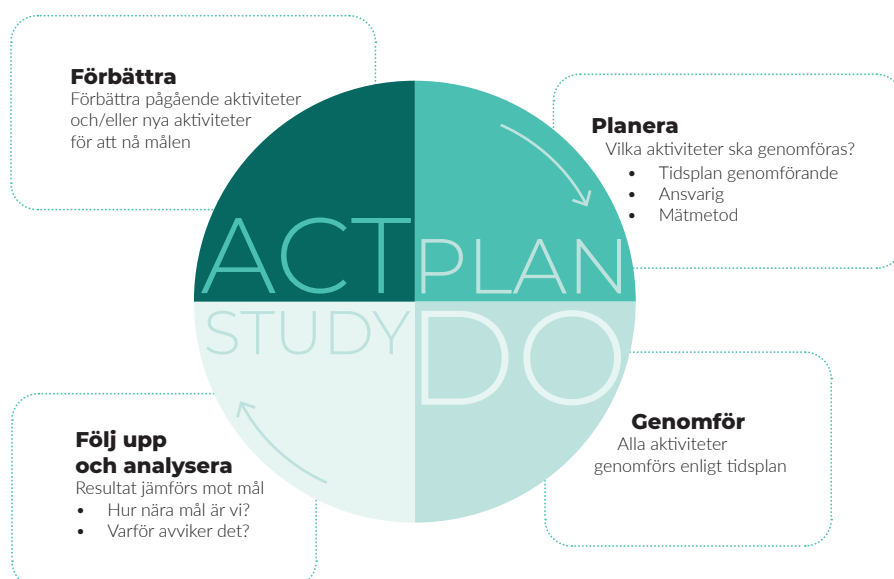 Förbättra
Förbättra pågående aktiviteter
och/eller nya aktiviteter
för att nå målen
Planera
Vilka aktiviteter ska genomföras?
• Tidsplan genomförande
• Ansvarig
• Mätmetod
ACT
PLAN
STUDY
DO
Följ upp
och analysera
Resultat jämförs mot mål
• Hur nära mål är vi?
• Varför avviker det?
Genomför
Alla aktiviteter
genomförs enligt tidsplan